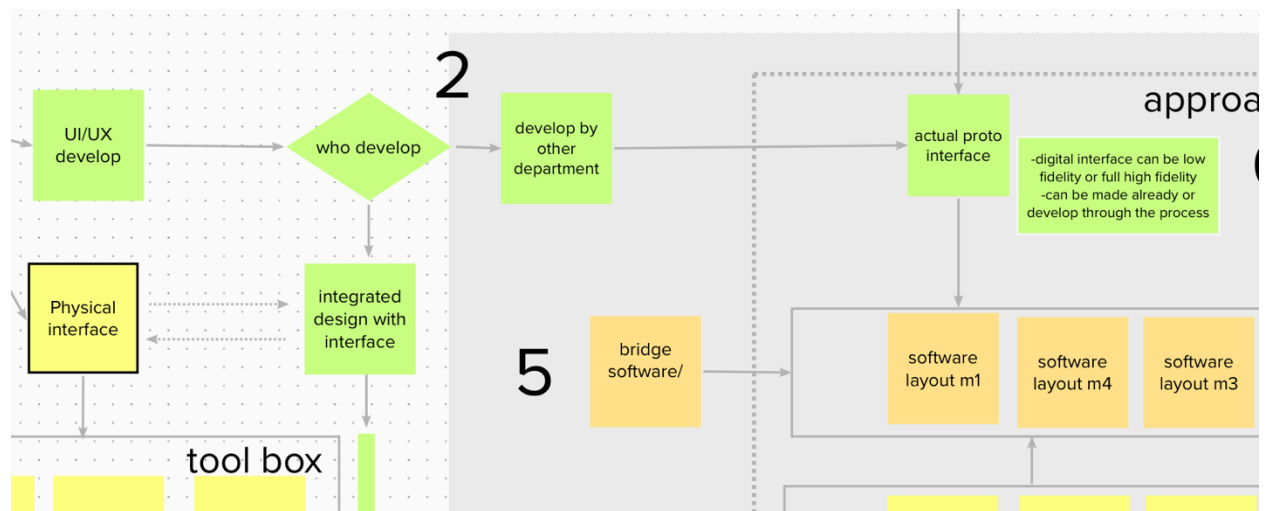 2
UI/UX
develop
who develop
develop by
other
department
actual proto
interface
approa
-digital interface can be low
fidelity or full high fidelity
-can be made already or
develop through the process
Physical
interface
integrated
design with
interface
5
bridge
software/
software
layout m1
software
layout m4
software
layout m3
tool box